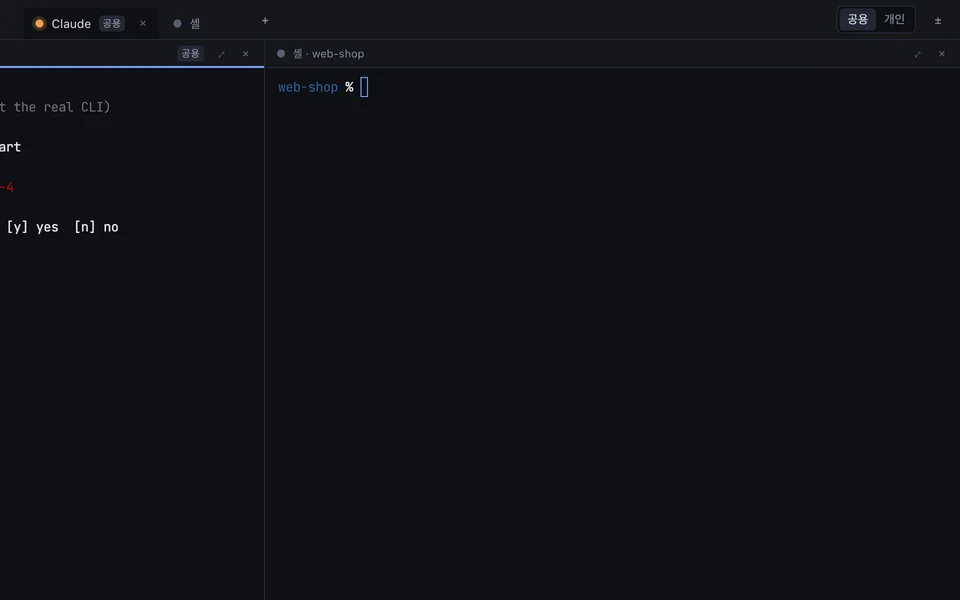 Claude 공용 × 셸 + 공용 개인 ±
공용 ⤢ ×
셸 · web-shop ⤢ ×
t the real CLI)
art
-4
[y] yes  [n] no
web-shop %